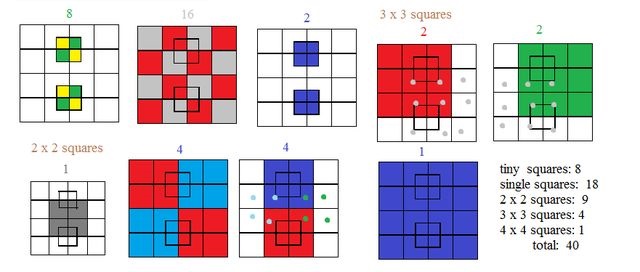 8
16
2
3 x 3 squares
2
2
2 x 2 squares
1
4
4
1
tiny squares: 8
single squares: 18
2 x 2 squares: 9
3 x 3 squares: 4
4 x 4 squares: 1
total: 40